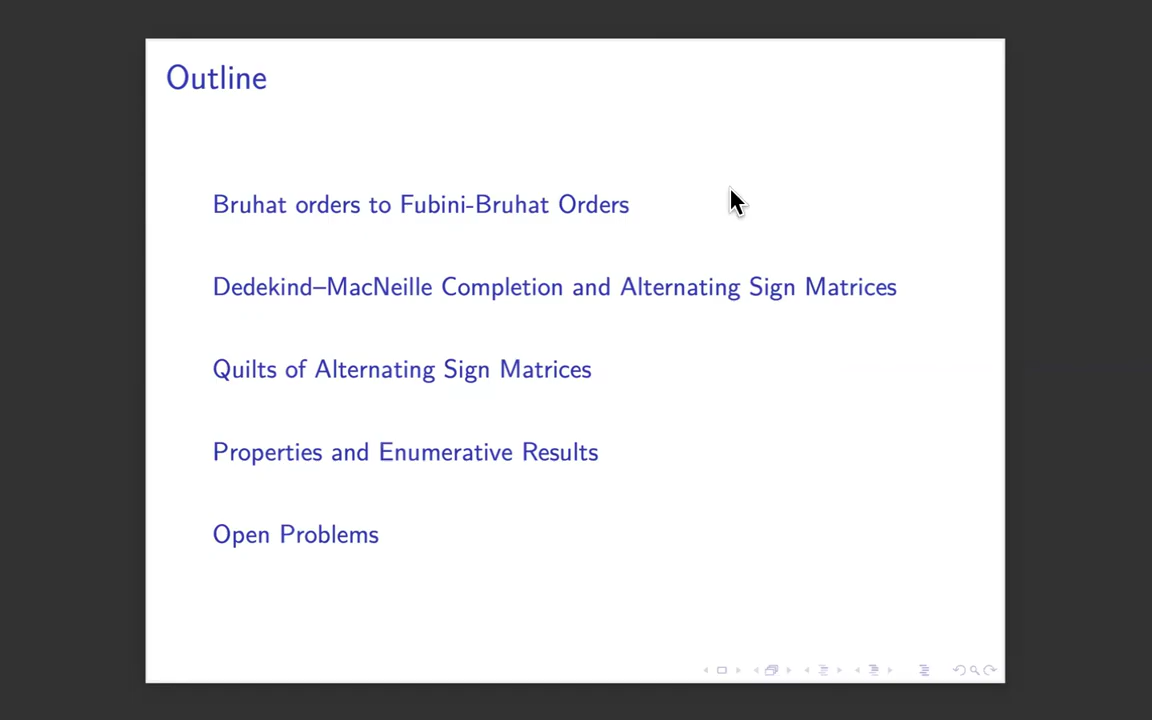 Outline
Bruhat orders to Fubini-Bruhat Orders
Dedekind–MacNeille Completion and Alternating Sign Matrices
Quilts of Alternating Sign Matrices
Properties and Enumerative Results
Open Problems